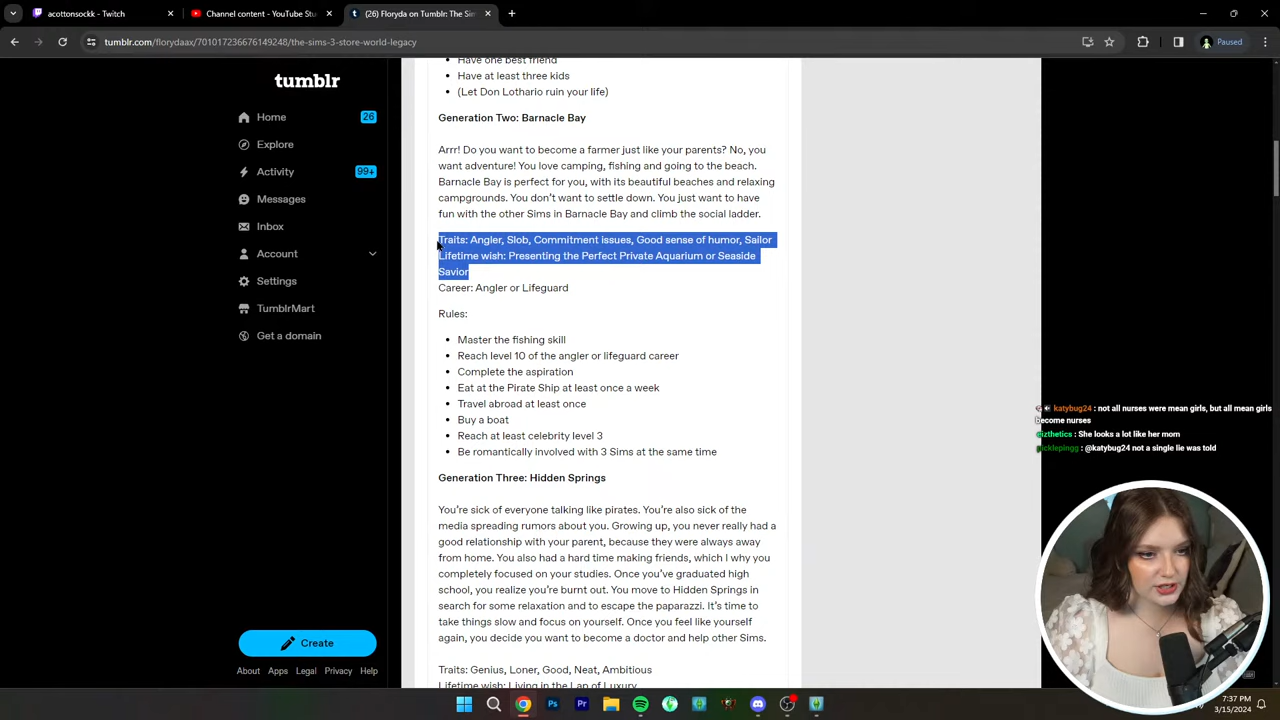 acottonsockk - Twitch
Channel content - YouTube Stu
(26) Floryda on Tumblr: The Sim
tumblr.com/florydaax/701017236676149248/the-sims-3-store-world-legacy
Paused
tumblr
Home 26
Explore
Activity 99+
Messages
Inbox
Account
Settings
TumblrMart
Get a domain
Create
About Apps Legal Privacy Help
Have one best friend
Have at least three kids
(Let Don Lothario ruin your life)
Generation Two: Barnacle Bay
Arrr! Do you want to become a farmer just like your parents? No, you
want adventure! You love camping, fishing and going to the beach.
Barnacle Bay is perfect for you, with its beautiful beaches and relaxing
campgrounds. You don't want to settle down. You just want to have
fun with the other Sims in Barnacle Bay and climb the social ladder.
Traits: Angler, Slob, Commitment issues, Good sense of humor, Sailor
Lifetime wish: Presenting the Perfect Private Aquarium or Seaside
Savior
Career: Angler or Lifeguard
Rules:
Master the fishing skill
Reach level 10 of the angler or lifeguard career
Complete the aspiration
Eat at the Pirate Ship at least once a week
Travel abroad at least once
Buy a boat
Reach at least celebrity level 3
Be romantically involved with 3 Sims at the same time
Generation Three: Hidden Springs
You're sick of everyone talking like pirates. You're also sick of the
media spreading rumors about you. Growing up, you never really had a
good relationship with your parent, because they were always away
from home. You also had a hard time making friends, which I why you
completely focused on your studies. Once you've graduated high
school, you realize you're burnt out. You move to Hidden Springs in
search for some relaxation and to escape the paparazzi. It's time to
take things slow and focus on yourself. Once you feel like yourself
again, you decide you want to become a doctor and help other Sims.
Traits: Genius, Loner, Good, Neat, Ambitious
Lifetime wish: Living in the Lap of Luxury
katybug24 : not all nurses were mean girls, but all mean girls
become nurses
: She looks a lot like her mom
: @katybug24 not a single lie was told
7:37 PM
3/15/2024